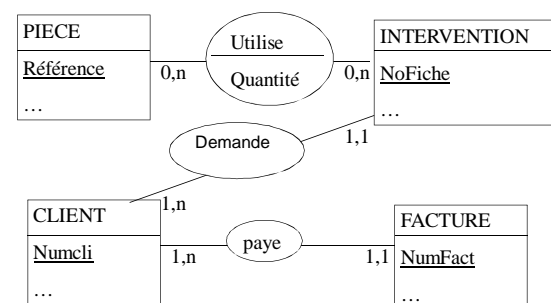 PIECE
Référence
…
0,n
Utilise
Quantité
0,n
INTERVENTION
NoFiche
…
Demande
1,1
1,n
CLIENT
Numcli
…
1,n
paye
1,1
FACTURE
NumFact
…